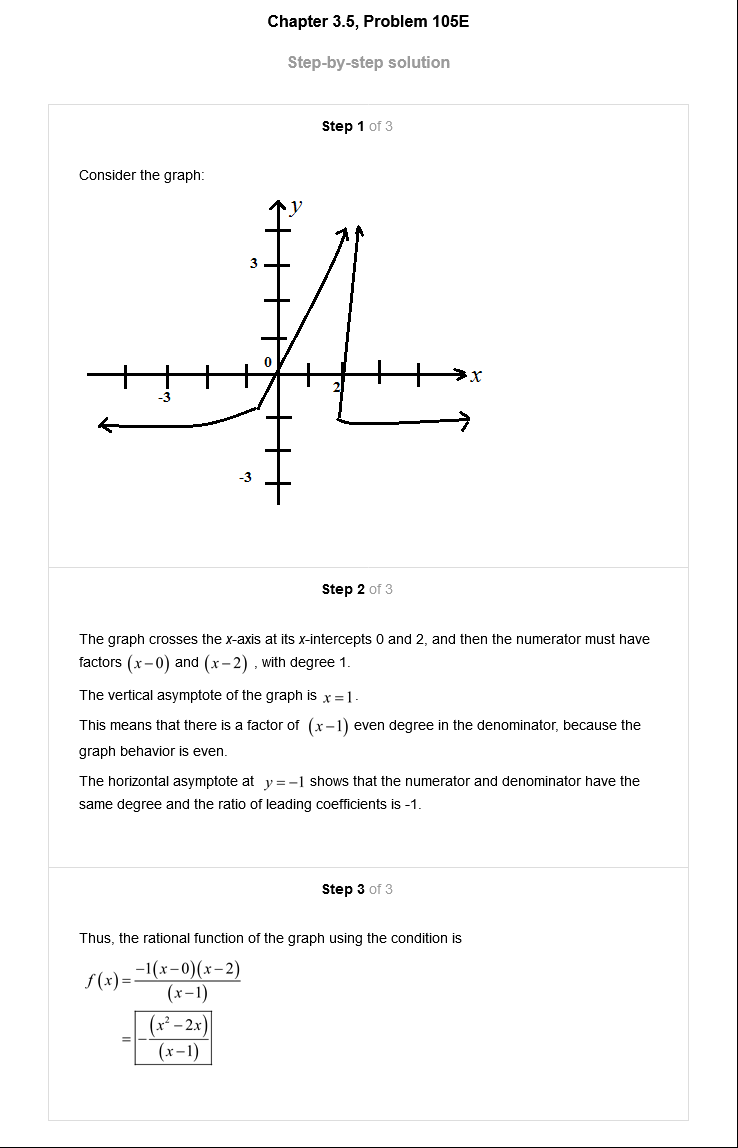 Chapter 3.5, Problem 105E
Step-by-step solution
Step 1 of 3
Consider the graph:
y
3
0
x
-3
2
-3
Step 2 of 3
The graph crosses the x-axis at its x-intercepts 0 and 2, and then the numerator must have
factors (x−0) and (x−2) , with degree 1.
The vertical asymptote of the graph is x=1.
This means that there is a factor of (x−1) even degree in the denominator, because the
graph behavior is even.
The horizontal asymptote at y=−1 shows that the numerator and denominator have the
same degree and the ratio of leading coefficients is -1.
Step 3 of 3
Thus, the rational function of the graph using the condition is
f(x)= −1(x−0)(x−2) / (x−1)
= −(x²−2x) / (x−1)